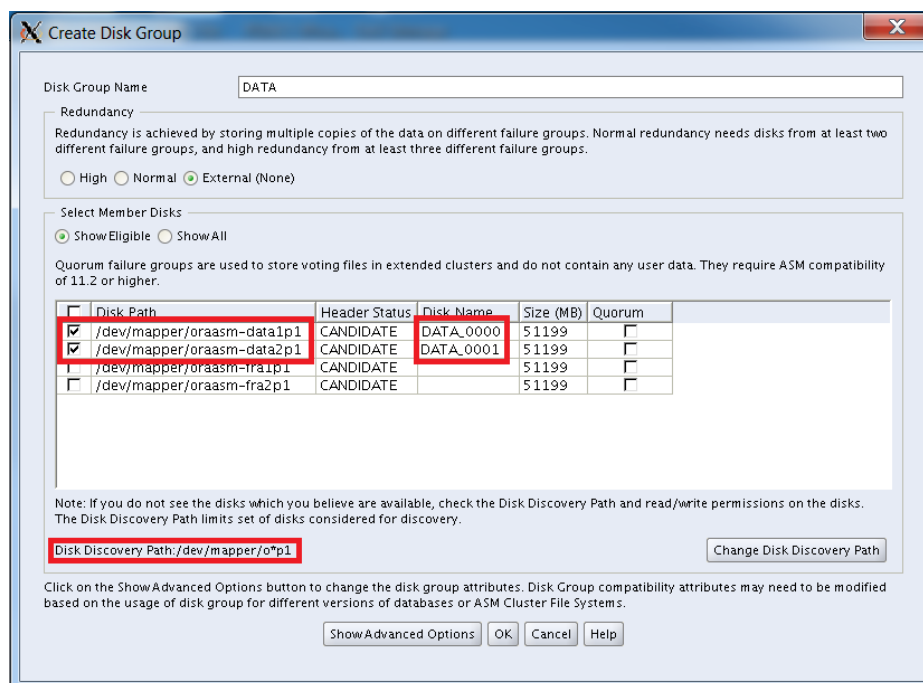 Create Disk Group
Disk Group Name DATA
Redundancy
Redundancy is achieved by storing multiple copies of the data on different failure groups. Normal redundancy needs disks from at least two
different failure groups, and high redundancy from at least three different failure groups.
High Normal External (None)
Select Member Disks
Show Eligible Show All
Quorum failure groups are used to store voting files in extended clusters and do not contain any user data. They require ASM compatibility
of 11.2 or higher.
Disk Path Header Status Disk Name Size (MB) Quorum
/dev/mapper/oraasm-data1p1 CANDIDATE DATA_0000 51199
/dev/mapper/oraasm-data2p1 CANDIDATE DATA_0001 51199
/dev/mapper/oraasm-fra1p1 CANDIDATE 51199
/dev/mapper/oraasm-fra2p1 CANDIDATE 51199
Note: If you do not see the disks which you believe are available, check the Disk Discovery Path and read/write permissions on the disks.
The Disk Discovery Path limits set of disks considered for discovery.
Disk Discovery Path:/dev/mapper/o*p1 Change Disk Discovery Path
Click on the Show Advanced Options button to change the disk group attributes. Disk Group compatibility attributes may need to be modified
based on the usage of disk group for different versions of databases or ASM Cluster File Systems.
Show Advanced Options OK Cancel Help